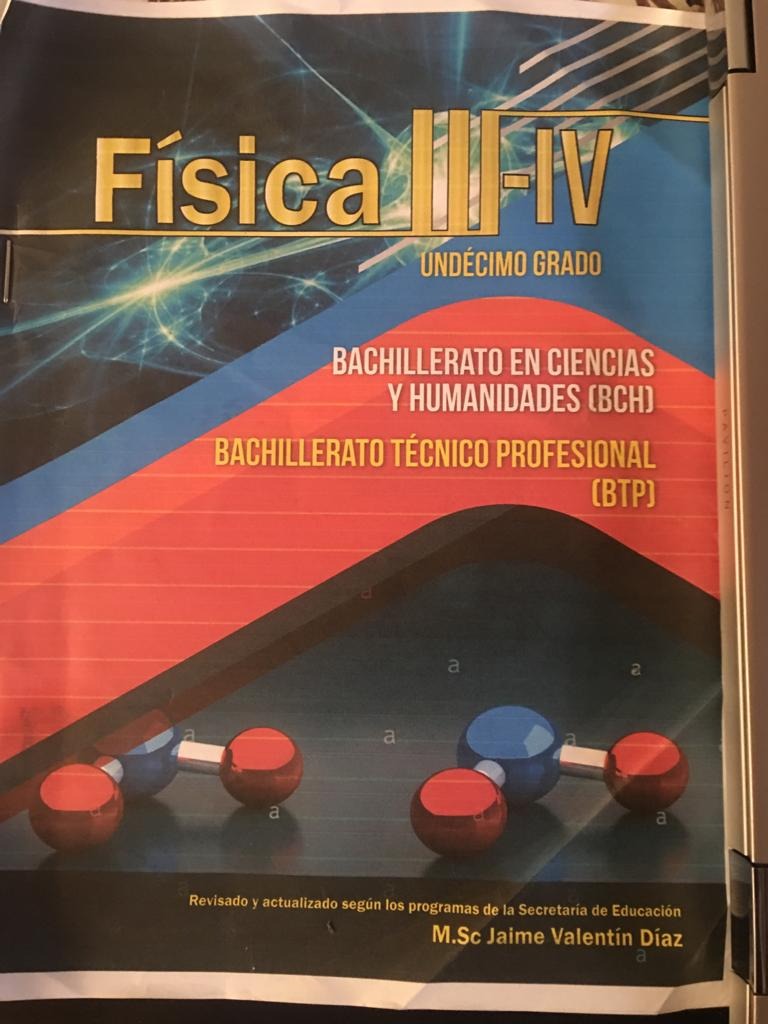 Física III-IV
UNDÉCIMO GRADO
BACHILLERATO EN CIENCIAS
Y HUMANIDADES (BCH)
BACHILLERATO TÉCNICO PROFESIONAL
(BTP)
a
a
a
a
a
a
a
a
a
a
Revisado y actualizado según los programas de la Secretaría de Educación
M.Sc Jaime Valentín Díaz
a
PAVILION